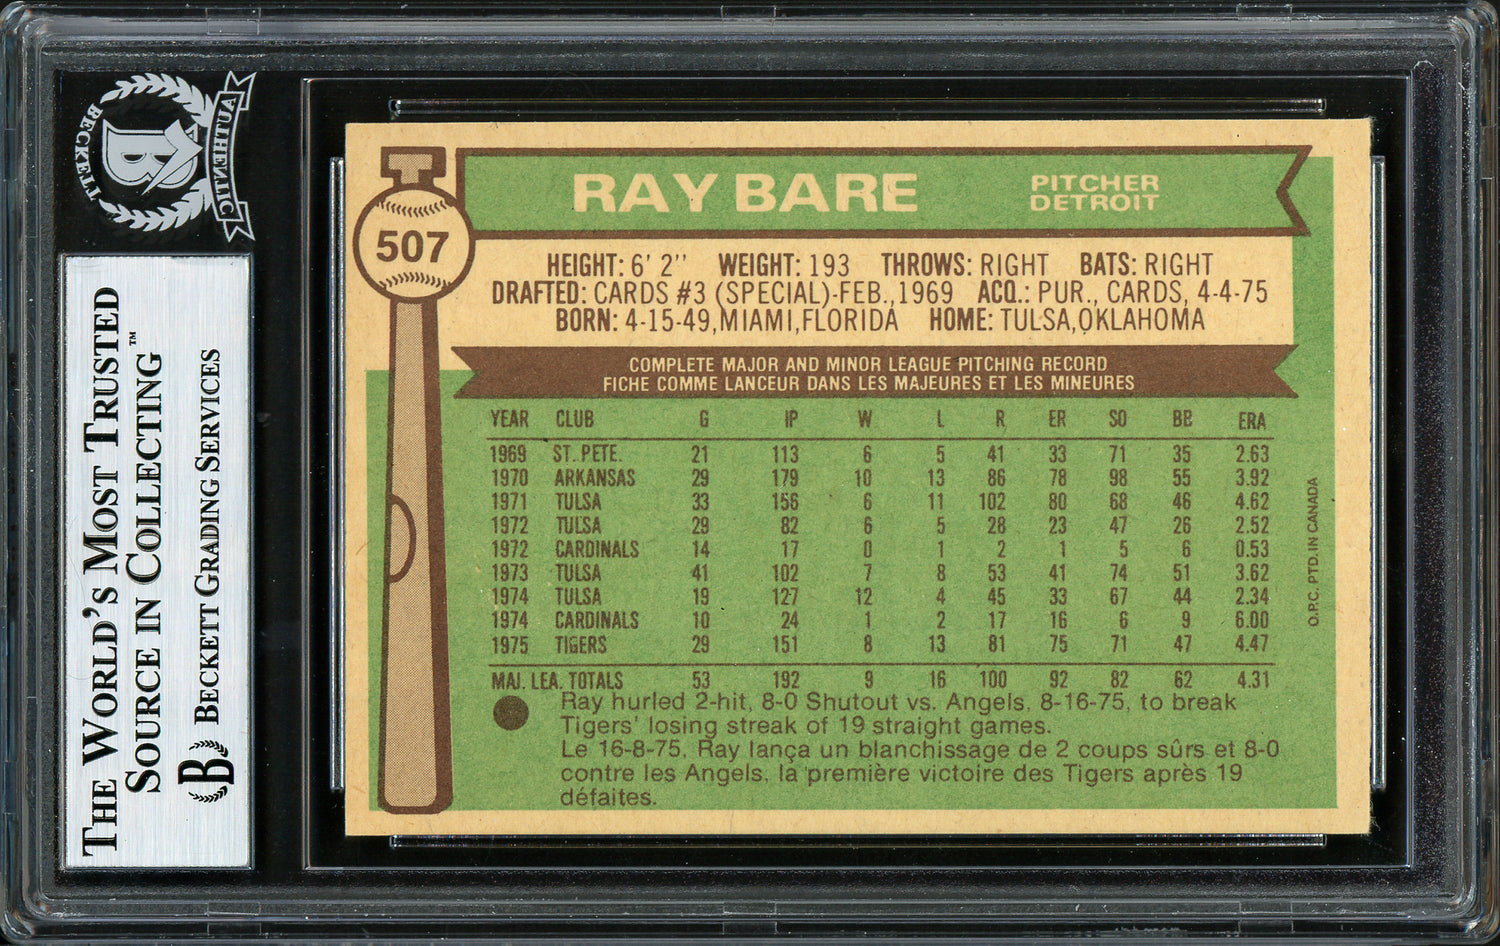 BECKETT
AUTHENTIC
B
THE WORLD'S MOST TRUSTED
SOURCE IN COLLECTING™
B BECKETT GRADING SERVICES
507
RAY BARE
PITCHER
DETROIT
HEIGHT: 6' 2" WEIGHT: 193 THROWS: RIGHT BATS: RIGHT
DRAFTED: CARDS #3 (SPECIAL)-FEB., 1969 ACQ.: PUR., CARDS, 4-4-75
BORN: 4-15-49, MIAMI, FLORIDA HOME: TULSA, OKLAHOMA
COMPLETE MAJOR AND MINOR LEAGUE PITCHING RECORD
FICHE COMME LANCEUR DANS LES MAJEURES ET LES MINEURES
YEAR CLUB G IP W L R ER SO BB ERA
1969 ST. PETE. 21 113 6 5 41 33 71 35 2.63
1970 ARKANSAS 29 179 10 13 86 78 98 55 3.92
1971 TULSA 33 156 6 11 102 80 68 46 4.62
1972 TULSA 29 82 6 5 28 23 47 26 2.52
1972 CARDINALS 14 17 0 1 2 1 5 6 0.53
1973 TULSA 41 102 7 8 53 41 74 51 3.62
1974 TULSA 19 127 12 4 45 33 67 44 2.34
1974 CARDINALS 10 24 1 2 17 16 6 9 6.00
1975 TIGERS 29 151 8 13 81 75 71 47 4.47
MAJ. LEA. TOTALS 53 192 9 16 100 92 82 62 4.31
Ray hurled 2-hit, 8-0 Shutout vs. Angels, 8-16-75, to break
Tigers' losing streak of 19 straight games.
Le 16-8-75, Ray lança un blanchissage de 2 coups sûrs et 8-0
contre les Angels, la première victoire des Tigers après 19
défaites.
O.P.C. PTD. IN CANADA